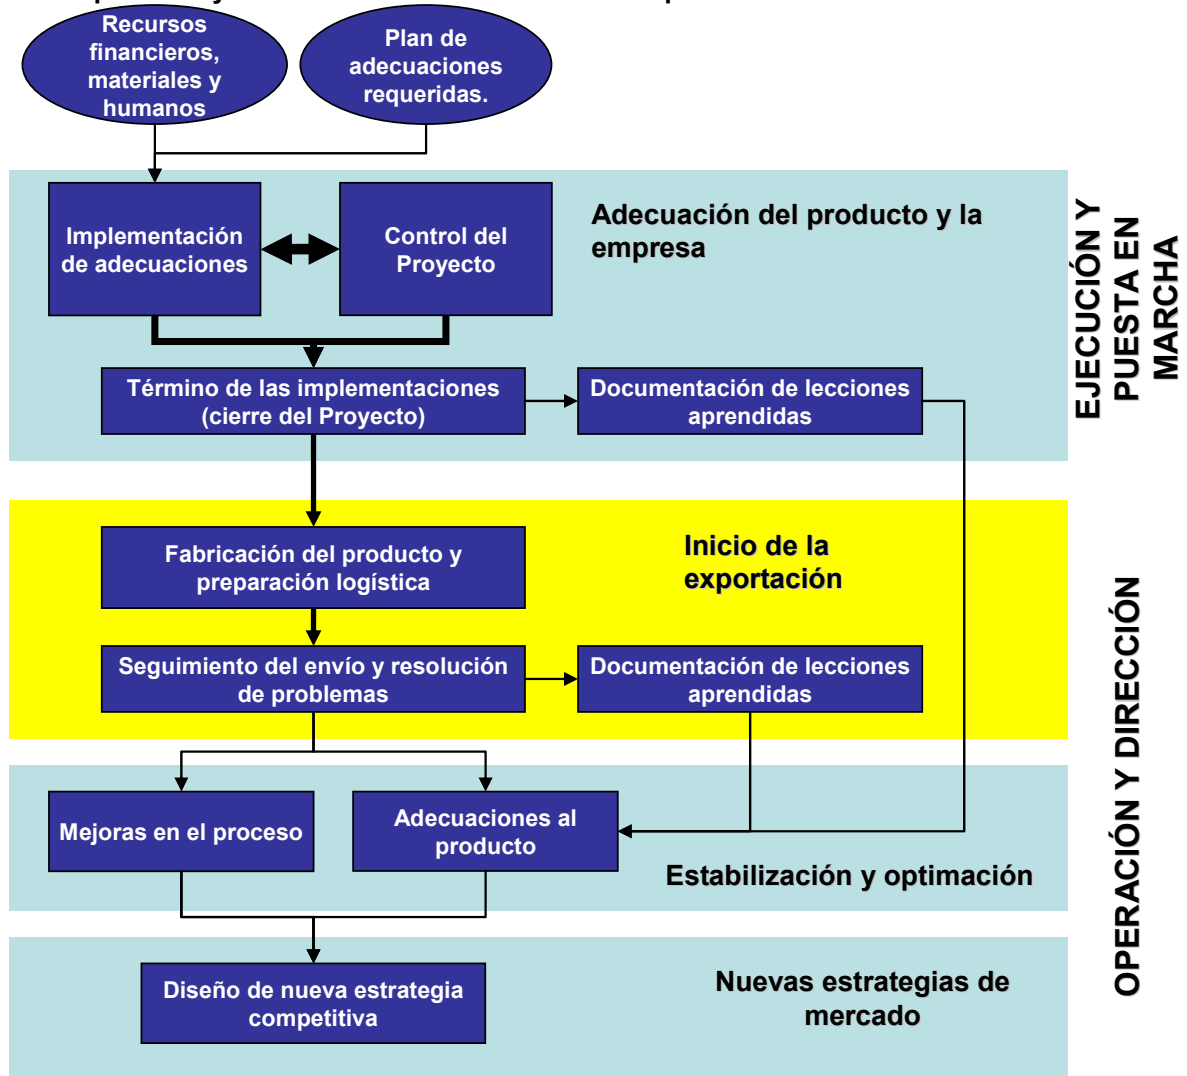 Recursos
financieros,
materiales y
humanos
Plan de
adecuaciones
requeridas.
Implementación
de adecuaciones
Control del
Proyecto
Adecuación del producto y la
empresa
Término de las implementaciones
(cierre del Proyecto)
Documentación de lecciones
aprendidas
EJECUCIÓN Y
PUESTA EN
MARCHA
Fabricación del producto y
preparación logística
Inicio de la
exportación
Seguimiento del envío y resolución
de problemas
Documentación de lecciones
aprendidas
Mejoras en el proceso
Adecuaciones al
producto
Estabilización y optimación
OPERACIÓN Y DIRECCIÓN
Diseño de nueva estrategia
competitiva
Nuevas estrategias de
mercado